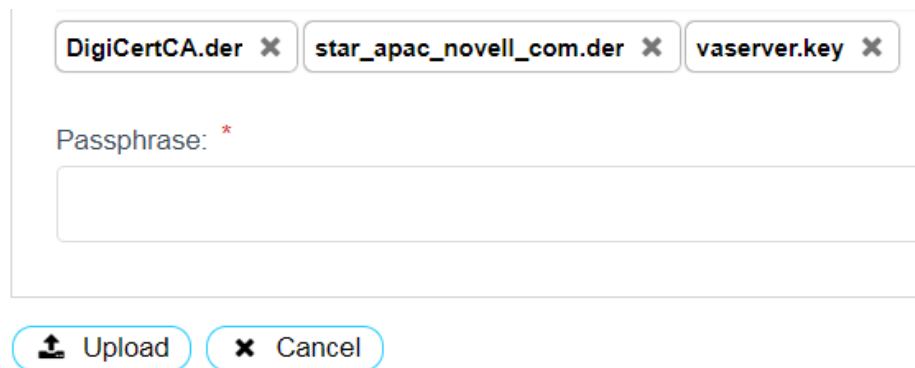 DigiCertCA.der ✖ star_apac_novell_com.der ✖ vaserver.key ✖
Passphrase: *
Upload ✖ Cancel